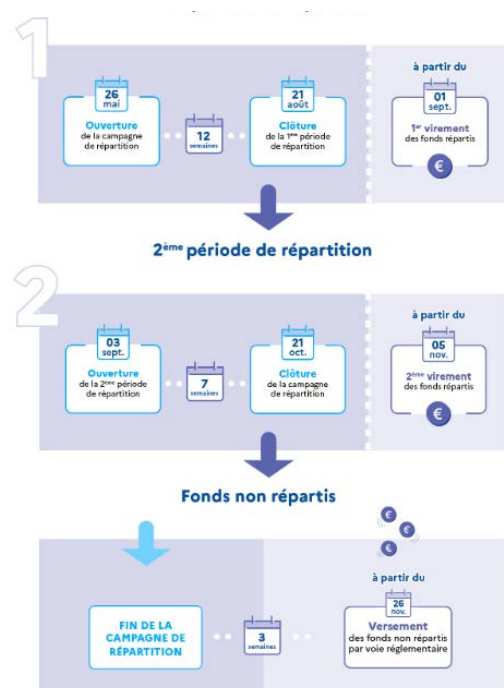 1
26
mai
Ouverture
de la campagne
de répartition
12
semaines
21
août
Clôture
de la 1ère période
de répartition
à partir du
01
sept.
1er virement
des fonds répartis
€
2ème période de répartition
2
03
sept.
Ouverture
de la 2ème période
de répartition
7
semaines
21
oct.
Clôture
de la campagne
de répartition
à partir du
05
nov.
2ème virement
des fonds répartis
€
Fonds non répartis
€
€
€
FIN DE LA
CAMPAGNE DE
RÉPARTITION
3
semaines
à partir du
26
nov.
Versement
des fonds non répartis
par voie réglementaire